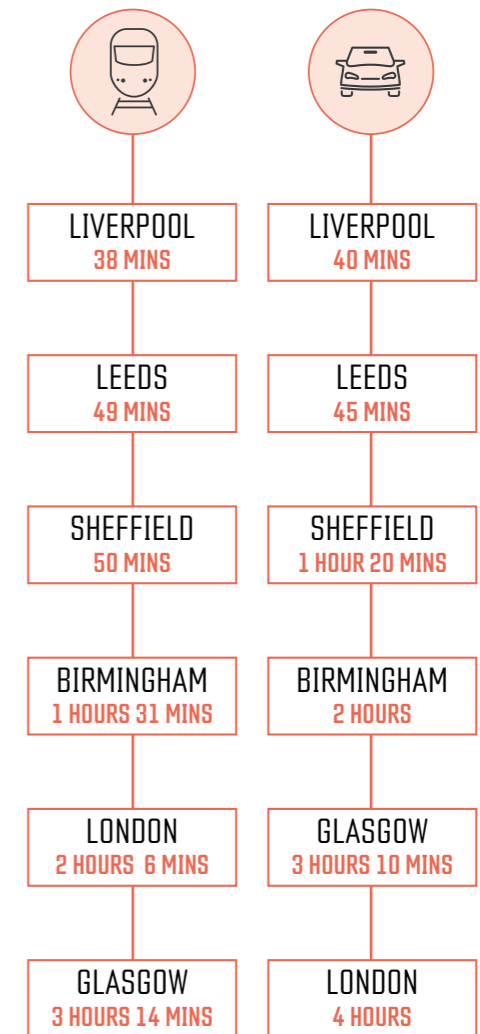 LIVERPOOL
38 MINS
LEEDS
49 MINS
SHEFFIELD
50 MINS
BIRMINGHAM
1 HOURS 31 MINS
LONDON
2 HOURS 6 MINS
GLASGOW
3 HOURS 14 MINS
LIVERPOOL
40 MINS
LEEDS
45 MINS
SHEFFIELD
1 HOUR 20 MINS
BIRMINGHAM
2 HOURS
GLASGOW
3 HOURS 10 MINS
LONDON
4 HOURS